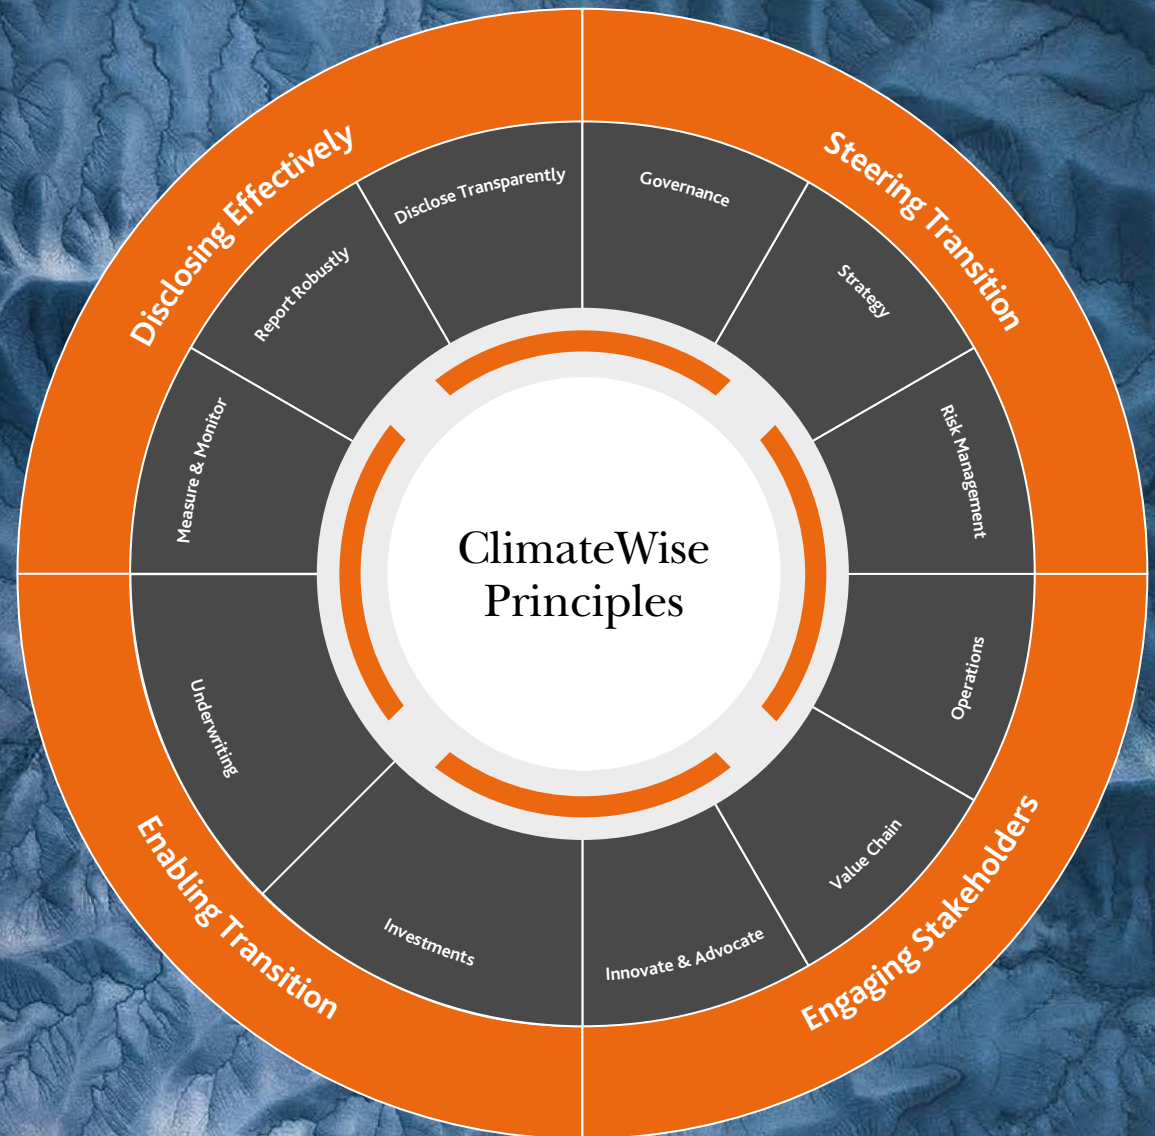 ClimateWise
Principles
Steering Transition
Governance
Strategy
Risk Management
Engaging Stakeholders
Operations
Value Chain
Innovate & Advocate
Enabling Transition
Investments
Underwriting
Disclosing Effectively
Measure & Monitor
Report Robustly
Disclose Transparently